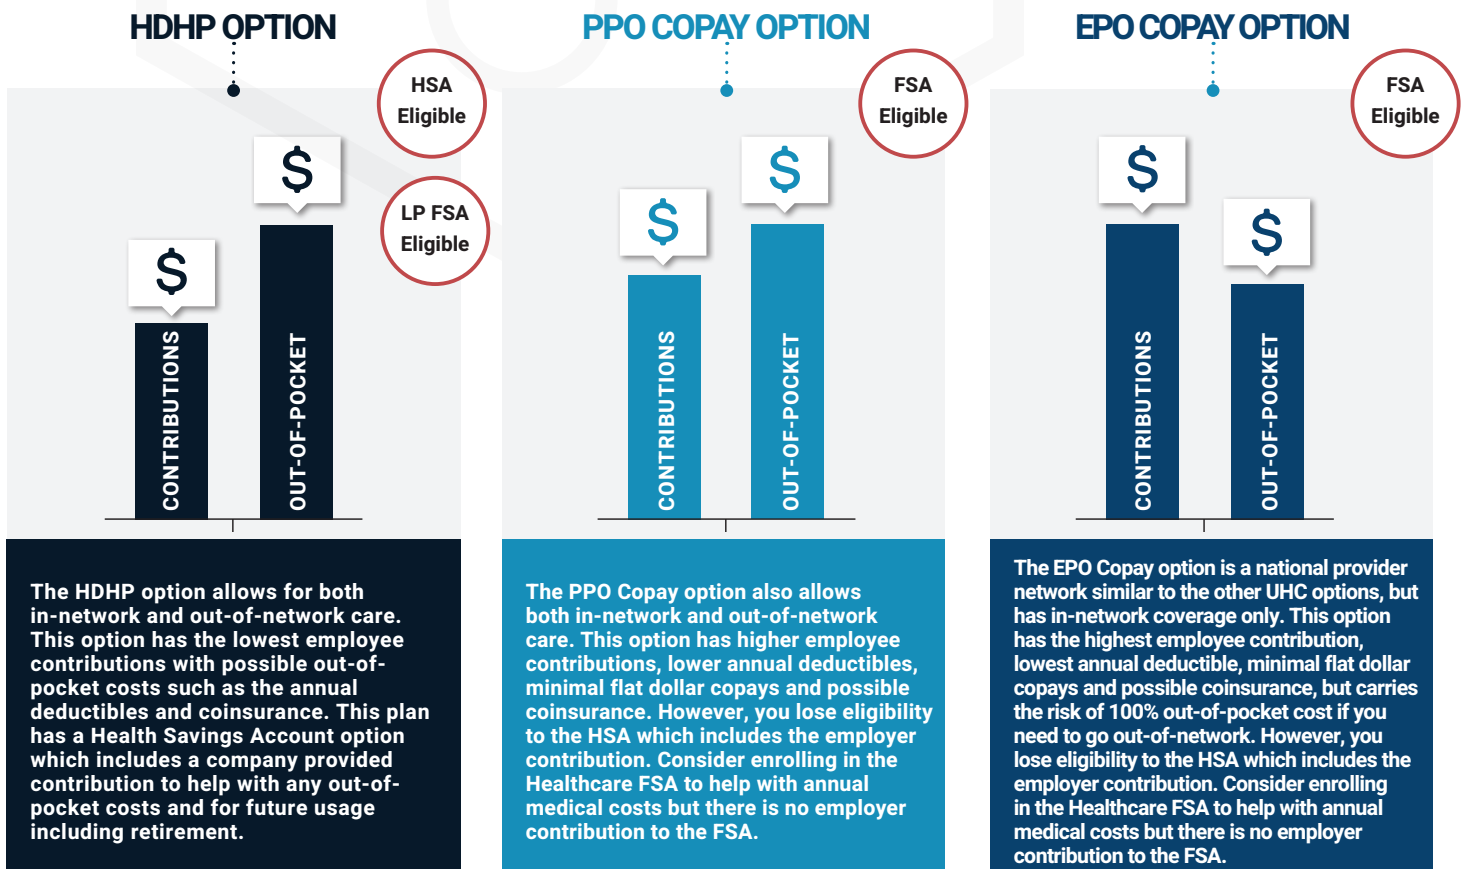 HDHP OPTION
HSA
Eligible
LP FSA
Eligible
$
$
CONTRIBUTIONS
OUT-OF-POCKET
The HDHP option allows for both
in-network and out-of-network care.
This option has the lowest employee
contributions with possible out-of-
pocket costs such as the annual
deductibles and coinsurance. This plan
has a Health Savings Account option
which includes a company provided
contribution to help with any out-of-
pocket costs and for future usage
including retirement.
PPO COPAY OPTION
FSA
Eligible
$
$
CONTRIBUTIONS
OUT-OF-POCKET
The PPO Copay option also allows
both in-network and out-of-network
care. This option has higher employee
contributions, lower annual deductibles,
minimal flat dollar copays and possible
coinsurance. However, you lose eligibility
to the HSA which includes the employer
contribution. Consider enrolling in the
Healthcare FSA to help with annual
medical costs but there is no employer
contribution to the FSA.
EPO COPAY OPTION
FSA
Eligible
$
$
CONTRIBUTIONS
OUT-OF-POCKET
The EPO Copay option is a national provider
network similar to the other UHC options, but
has in-network coverage only. This option
has the highest employee contribution,
lowest annual deductible, minimal flat dollar
copays and possible coinsurance, but carries
the risk of 100% out-of-pocket cost if you
need to go out-of-network. However, you
lose eligibility to the HSA which includes the
employer contribution. Consider enrolling
in the Healthcare FSA to help with annual
medical costs but there is no employer
contribution to the FSA.